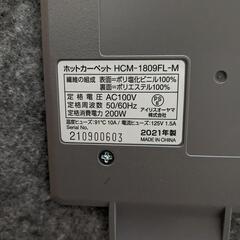 ホットカーペット HCM-1809FL-M
繊維の組成 表面=ポリ塩化ビニル100%
裏面=ポリエステル100%
定格電圧 AC100V
定格周波数 50/60Hz
定格消費電力 200W
アイリスオーヤマ
株式会社
温度ヒューズ:91℃ 10A / 電流ヒューズ:125V 1.5A
Serial No.
210900603
2021年製
MADE IN CHINA